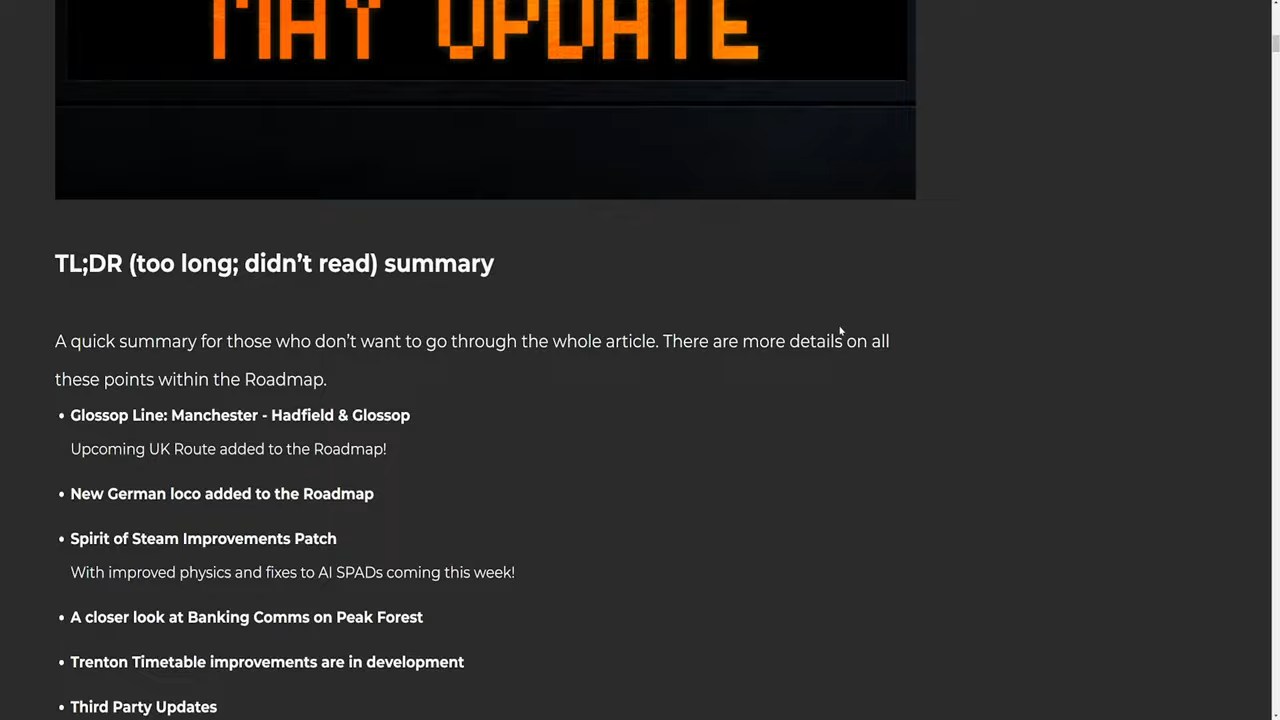 MAY UPDATE
TL;DR (too long; didn’t read) summary
A quick summary for those who don’t want to go through the whole article. There are more details on all
these points within the Roadmap.
• Glossop Line: Manchester - Hadfield & Glossop
Upcoming UK Route added to the Roadmap!
• New German loco added to the Roadmap
• Spirit of Steam Improvements Patch
With improved physics and fixes to AI SPADs coming this week!
• A closer look at Banking Comms on Peak Forest
• Trenton Timetable improvements are in development
• Third Party Updates